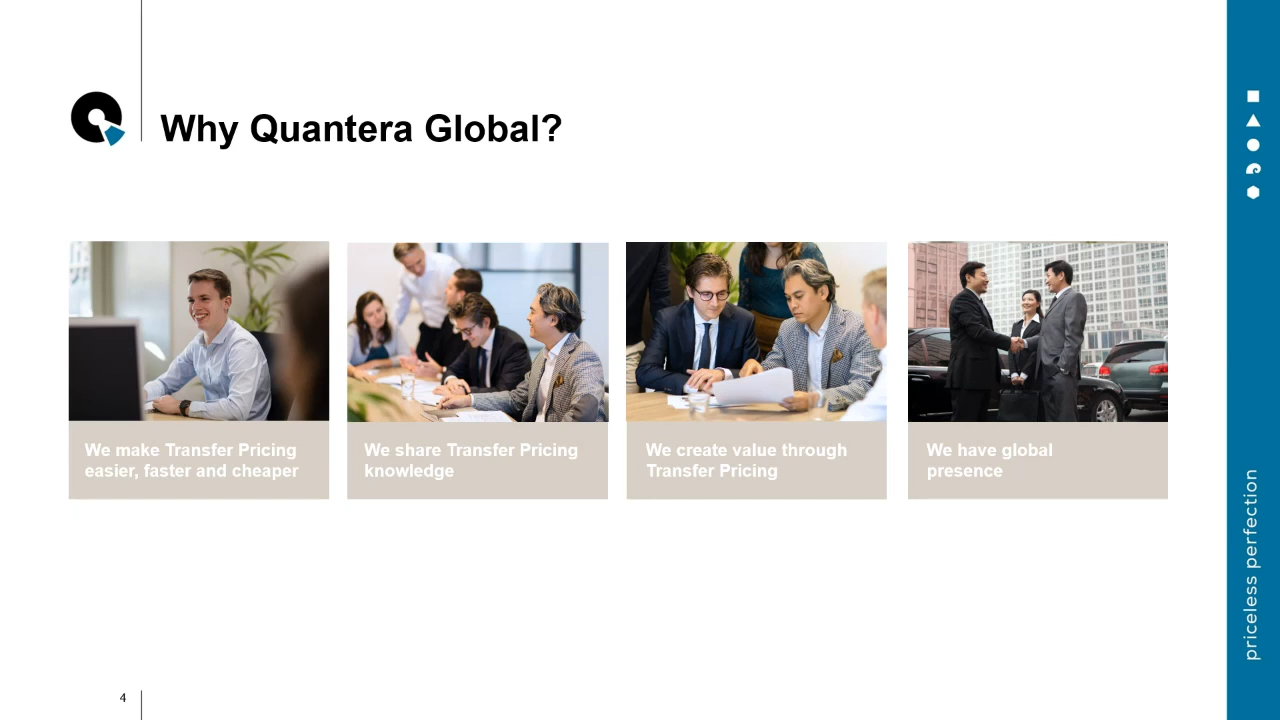 Why Quantera Global?
We make Transfer Pricing
easier, faster and cheaper
We share Transfer Pricing
knowledge
We create value through
Transfer Pricing
We have global
presence
priceless perfection
4